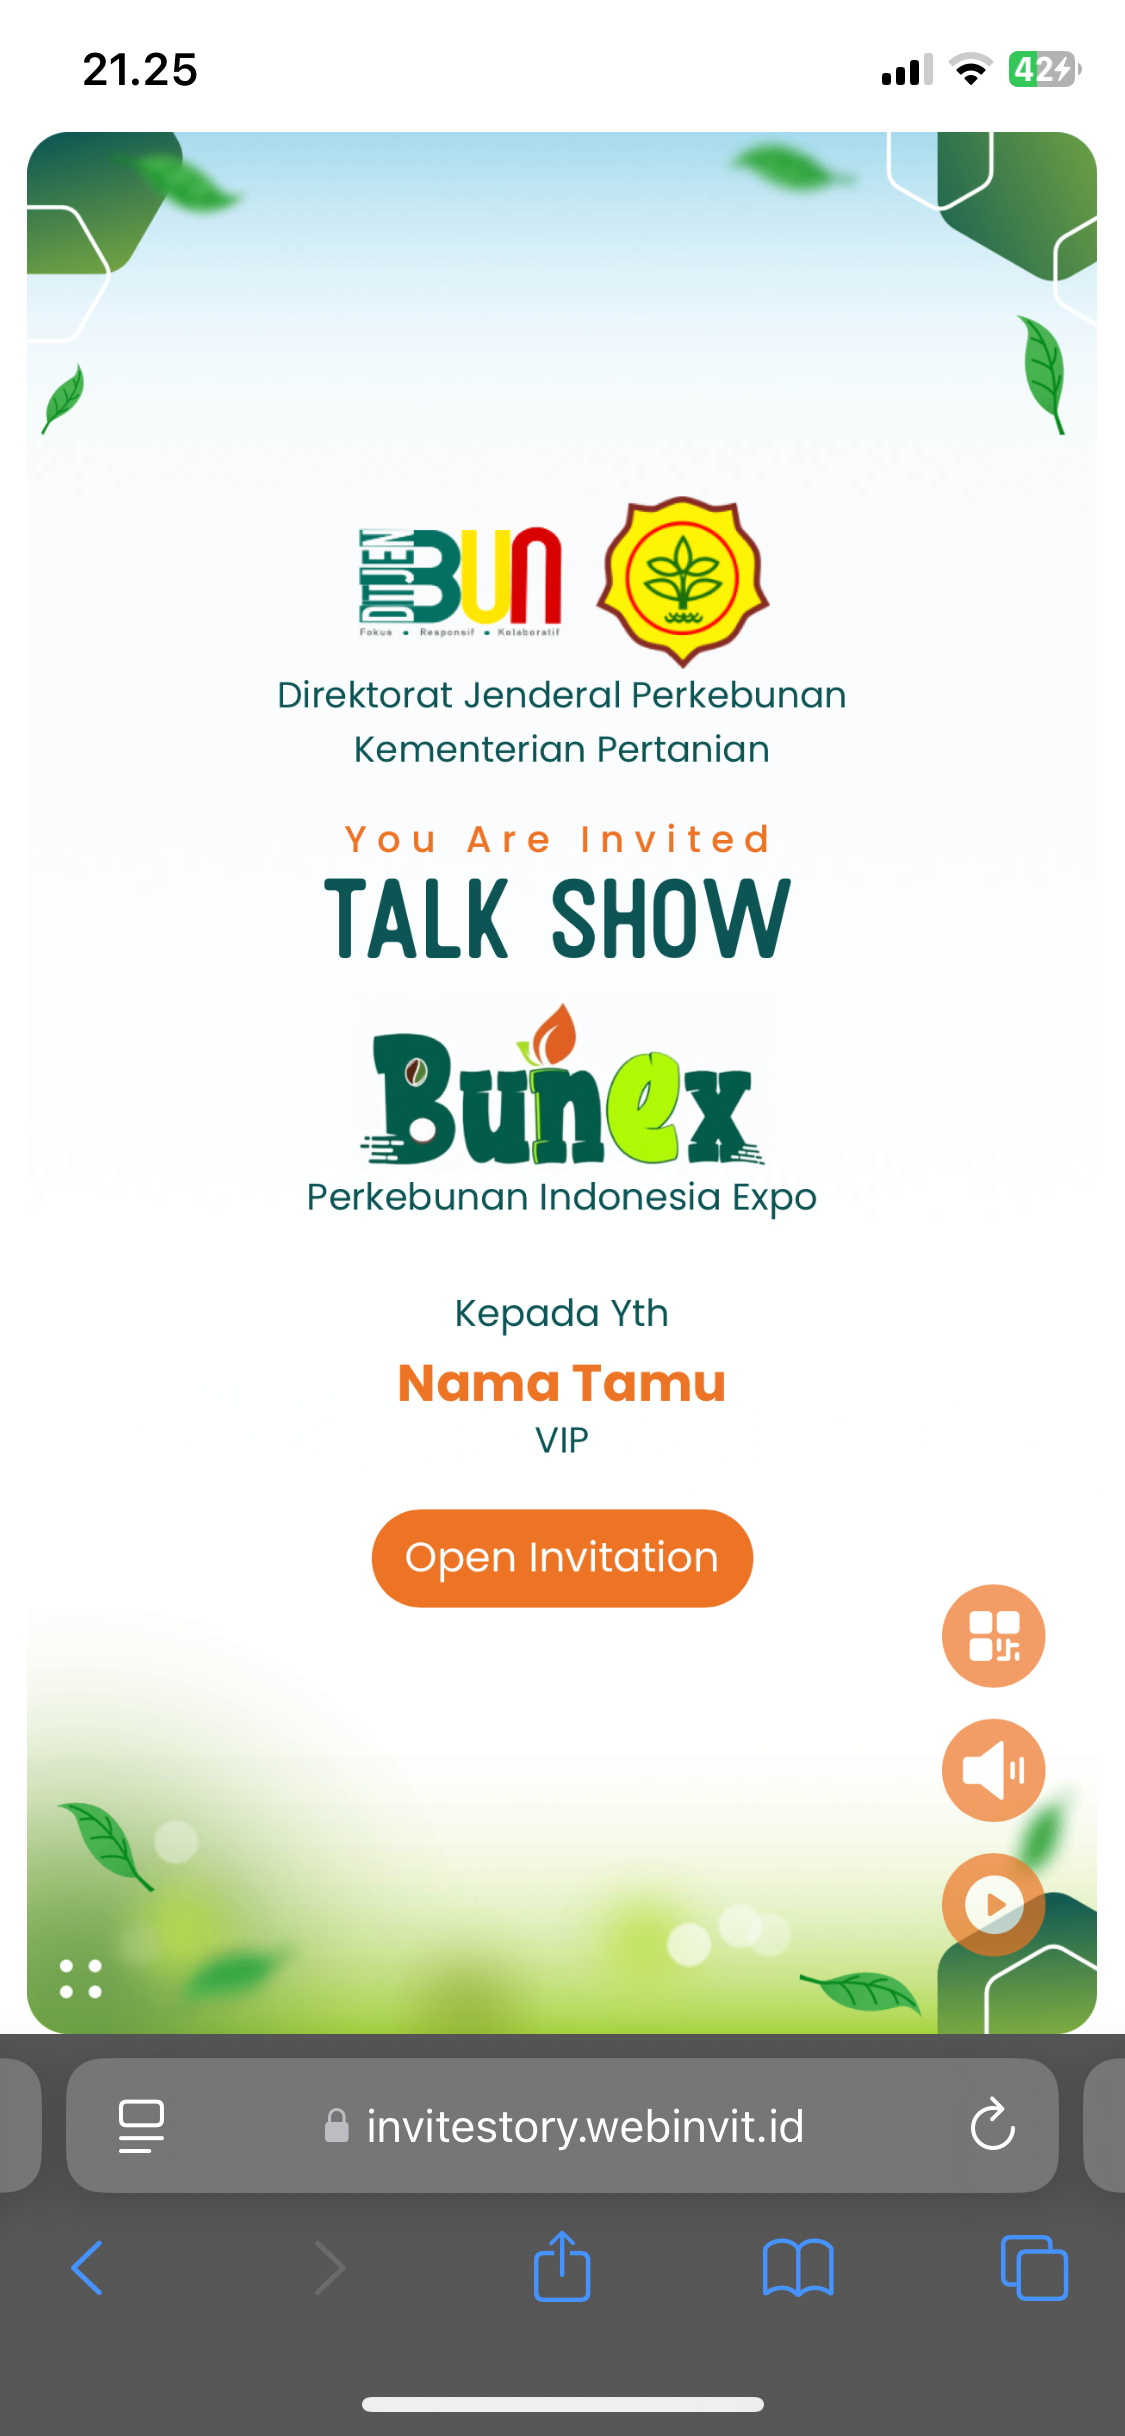 21.25
42
DITJEN
BUN
Fokus • Responsif • Kolaboratif
Direktorat Jenderal Perkebunan
Kementerian Pertanian
You Are Invited
TALK SHOW
Bunex
Perkebunan Indonesia Expo
Kepada Yth
Nama Tamu
VIP
Open Invitation
invitestory.webinvit.id